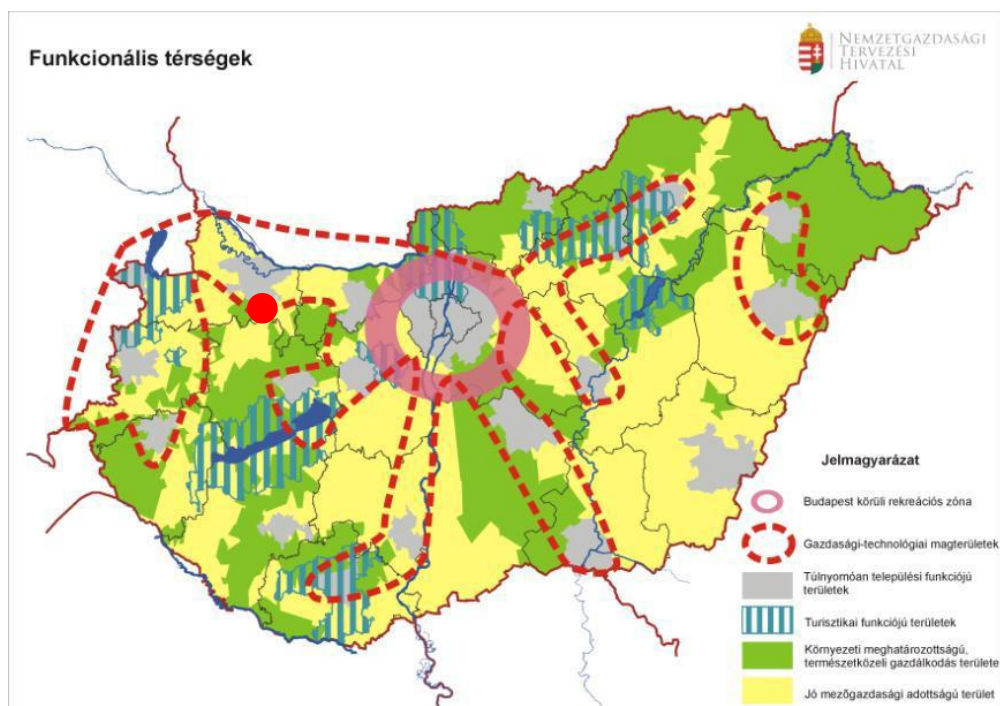 Funkcionális térségek
NEMZETGAZDASÁGI
TERVEZÉSI
HIVATAL
Jelmagyarázat
Budapest körüli rekreációs zóna
Gazdasági-technológiai magterületek
Túlnyomóan települési funkciójú
területek
Turisztikai funkciójú területek
Környezeti meghatározottságú,
természetközeli gazdálkodás területe
Jó mezőgazdasági adottságú terület